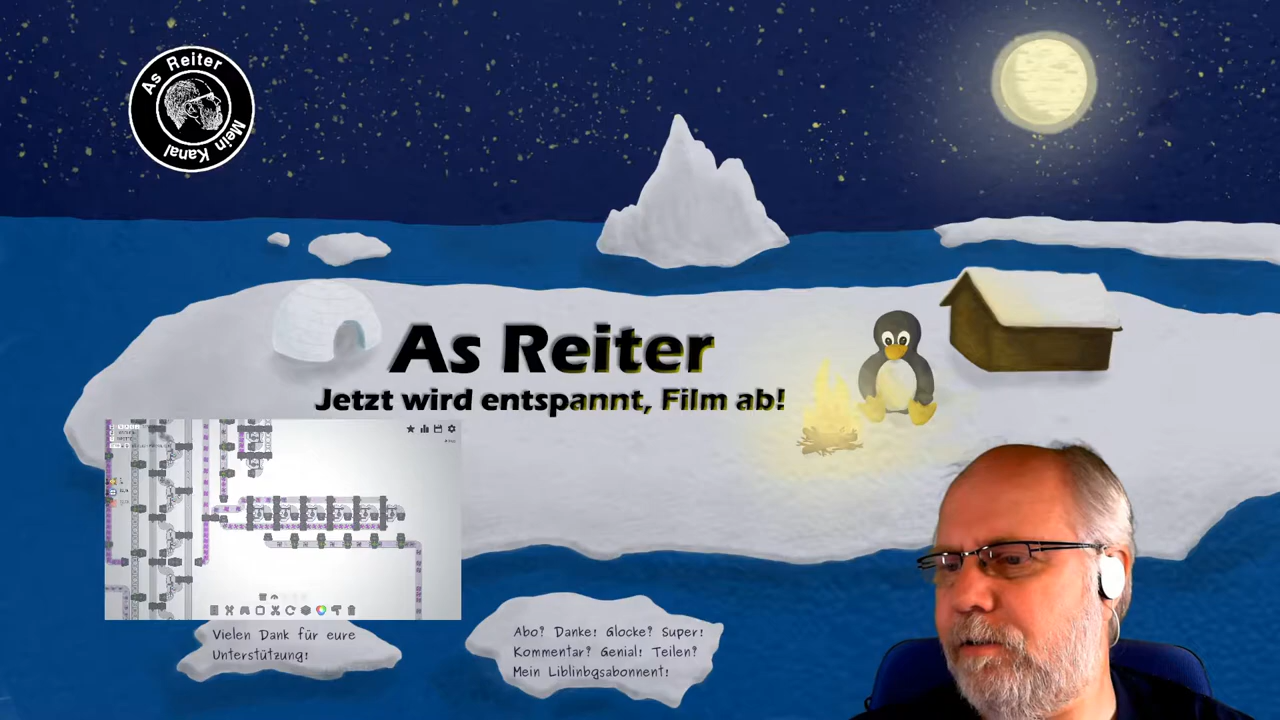 As Reiter
Mein Kanal
As Reiter
Jetzt wird entspannt, Film ab!
Vielen Dank für eure
Unterstützung!
Abo? Danke! Glocke? Super!
Kommentar? Genial! Teilen?
Mein Liblinbgsabonnent!